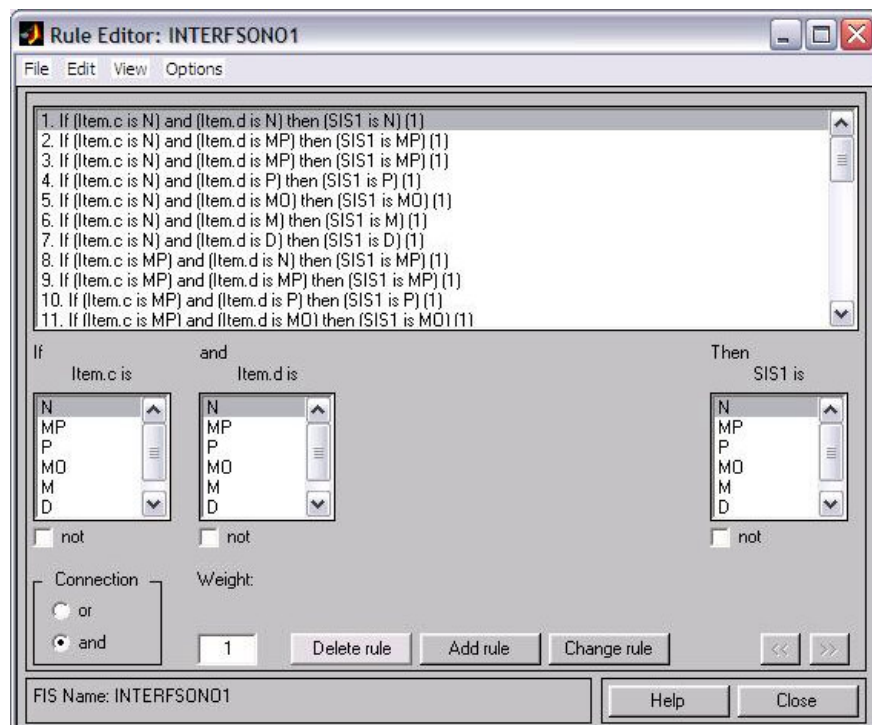 Rule Editor: INTERFSONO1
File Edit View Options
1. If (Item.c is N) and (Item.d is N) then (SIS1 is N) (1)
2. If (Item.c is N) and (Item.d is MP) then (SIS1 is MP) (1)
3. If (Item.c is N) and (Item.d is MP) then (SIS1 is MP) (1)
4. If (Item.c is N) and (Item.d is P) then (SIS1 is P) (1)
5. If (Item.c is N) and (Item.d is MO) then (SIS1 is MO) (1)
6. If (Item.c is N) and (Item.d is M) then (SIS1 is M) (1)
7. If (Item.c is N) and (Item.d is D) then (SIS1 is D) (1)
8. If (Item.c is MP) and (Item.d is N) then (SIS1 is MP) (1)
9. If (Item.c is MP) and (Item.d is MP) then (SIS1 is MP) (1)
10. If (Item.c is MP) and (Item.d is P) then (SIS1 is P) (1)
11. If (Item.c is MP) and (Item.d is MO) then (SIS1 is MO) (1)
If and Then
Item.c is Item.d is SIS1 is
N N N
MP MP MP
P P P
MO MO MO
M M M
D D D
not not not
Connection Weight:
or
and 1 Delete rule Add rule Change rule << >>
FIS Name: INTERFSONO1 Help Close